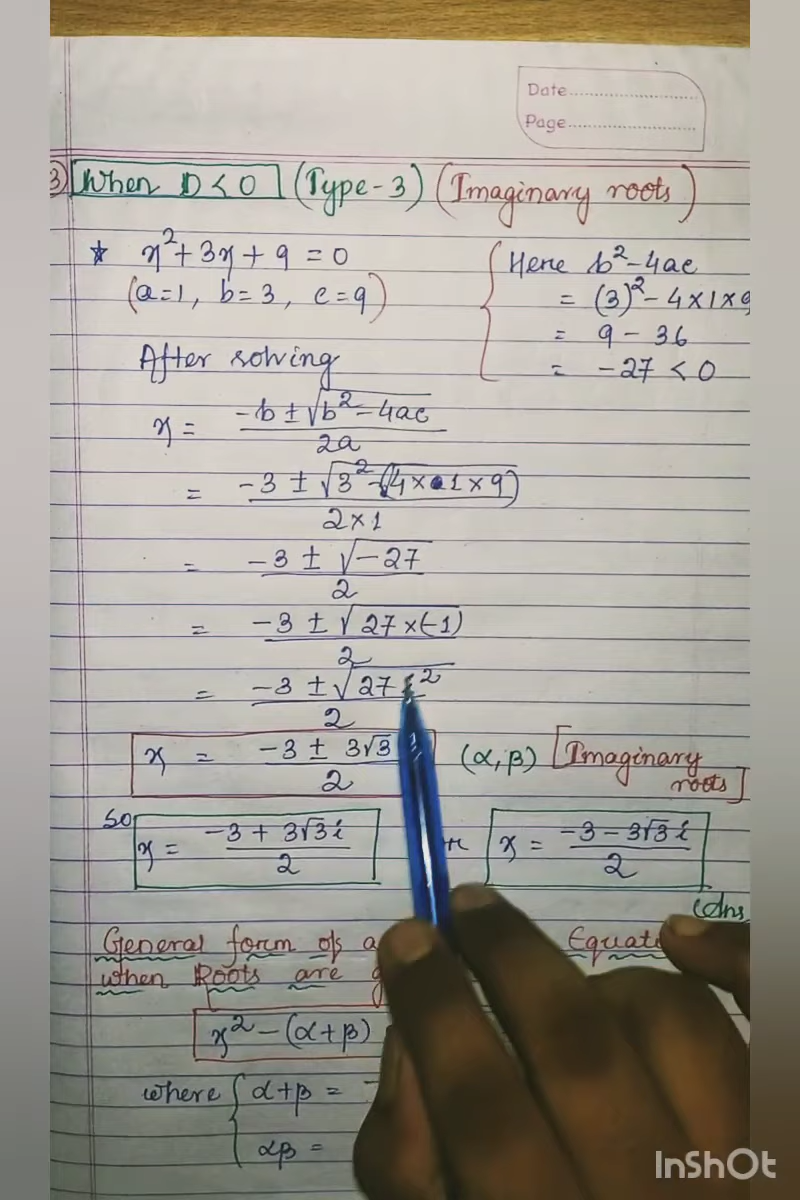 Date
Page
3) When D < 0 (Type-3) (Imaginary roots)
★ x² + 3x + 9 = 0
(a=1, b=3, c=9)
Here b²-4ac
= (3)² - 4×1×9
= 9 - 36
= -27 < 0
After solving
x = (-b ± √(b² - 4ac)) / 2a
= (-3 ± √(3² - (4×1×9))) / 2×1
= (-3 ± √(-27)) / 2
= (-3 ± √(27×(-1))) / 2
= (-3 ± √(27 i²)) / 2
x = (-3 ± 3√3) / 2 (α, β) [Imaginary roots]
So x = (-3 + 3√3 i) / 2 x = (-3 - 3√3 i) / 2
(Ans
General form of a Equat
when Roots are g
x² - (α+β)
where { α+β = -
αβ =
InShOt